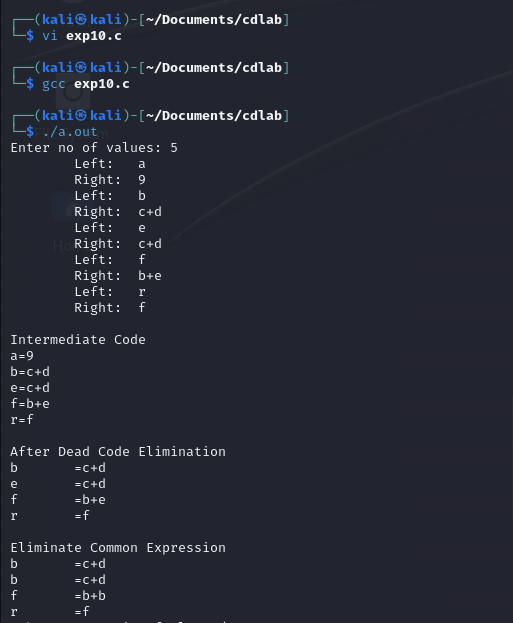 ┌──(kali㉿kali)-[~/Documents/cdlab]
└─$ vi exp10.c
┌──(kali㉿kali)-[~/Documents/cdlab]
└─$ gcc exp10.c
┌──(kali㉿kali)-[~/Documents/cdlab]
└─$ ./a.out
Enter no of values: 5
Left: a
Right: 9
Left: b
Right: c+d
Left: e
Right: c+d
Left: f
Right: b+e
Left: r
Right: f
Intermediate Code
a=9
b=c+d
e=c+d
f=b+e
r=f
After Dead Code Elimination
b =c+d
e =c+d
f =b+e
r =f
Eliminate Common Expression
b =c+d
b =c+d
f =b+b
r =f